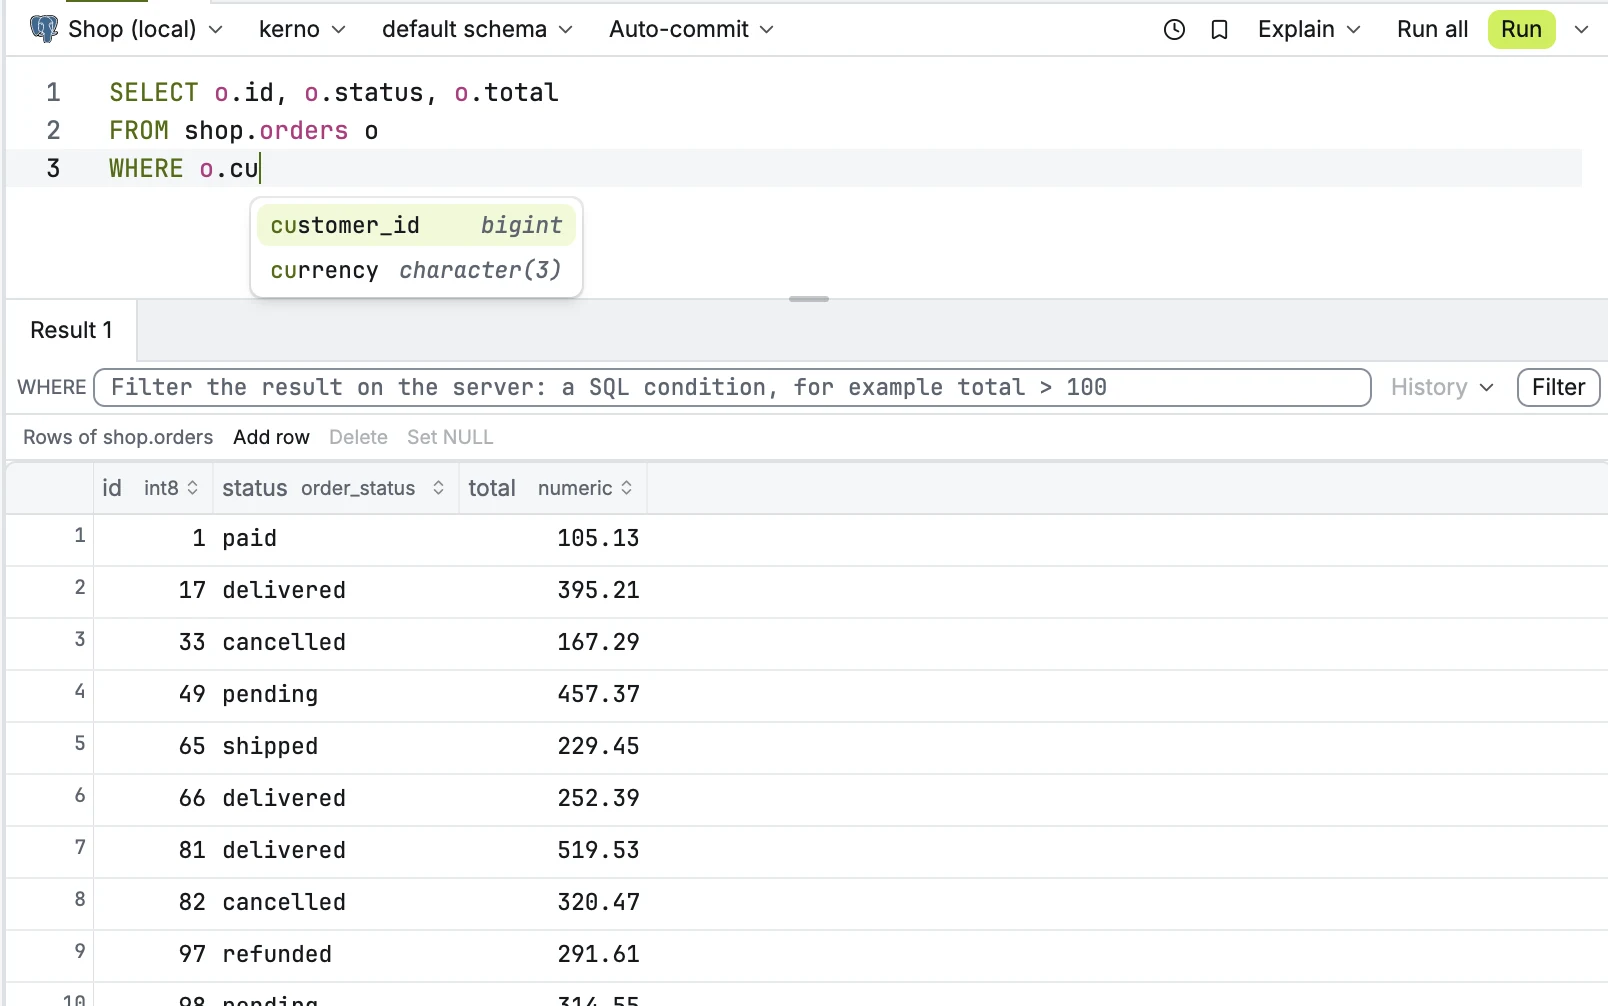 Shop (local) kerno default schema Auto-commit Explain Run all Run
1 SELECT o.id, o.status, o.total
2 FROM shop.orders o
3 WHERE o.cu
customer_id bigint
currency character(3)
Result 1
WHERE Filter the result on the server: a SQL condition, for example total > 100 History Filter
Rows of shop.orders Add row Delete Set NULL
id int8 status order_status total numeric
1 1 paid 105.13
2 17 delivered 395.21
3 33 cancelled 167.29
4 49 pending 457.37
5 65 shipped 229.45
6 66 delivered 252.39
7 81 delivered 519.53
8 82 cancelled 320.47
9 97 refunded 291.61
10 98 pending 314.55